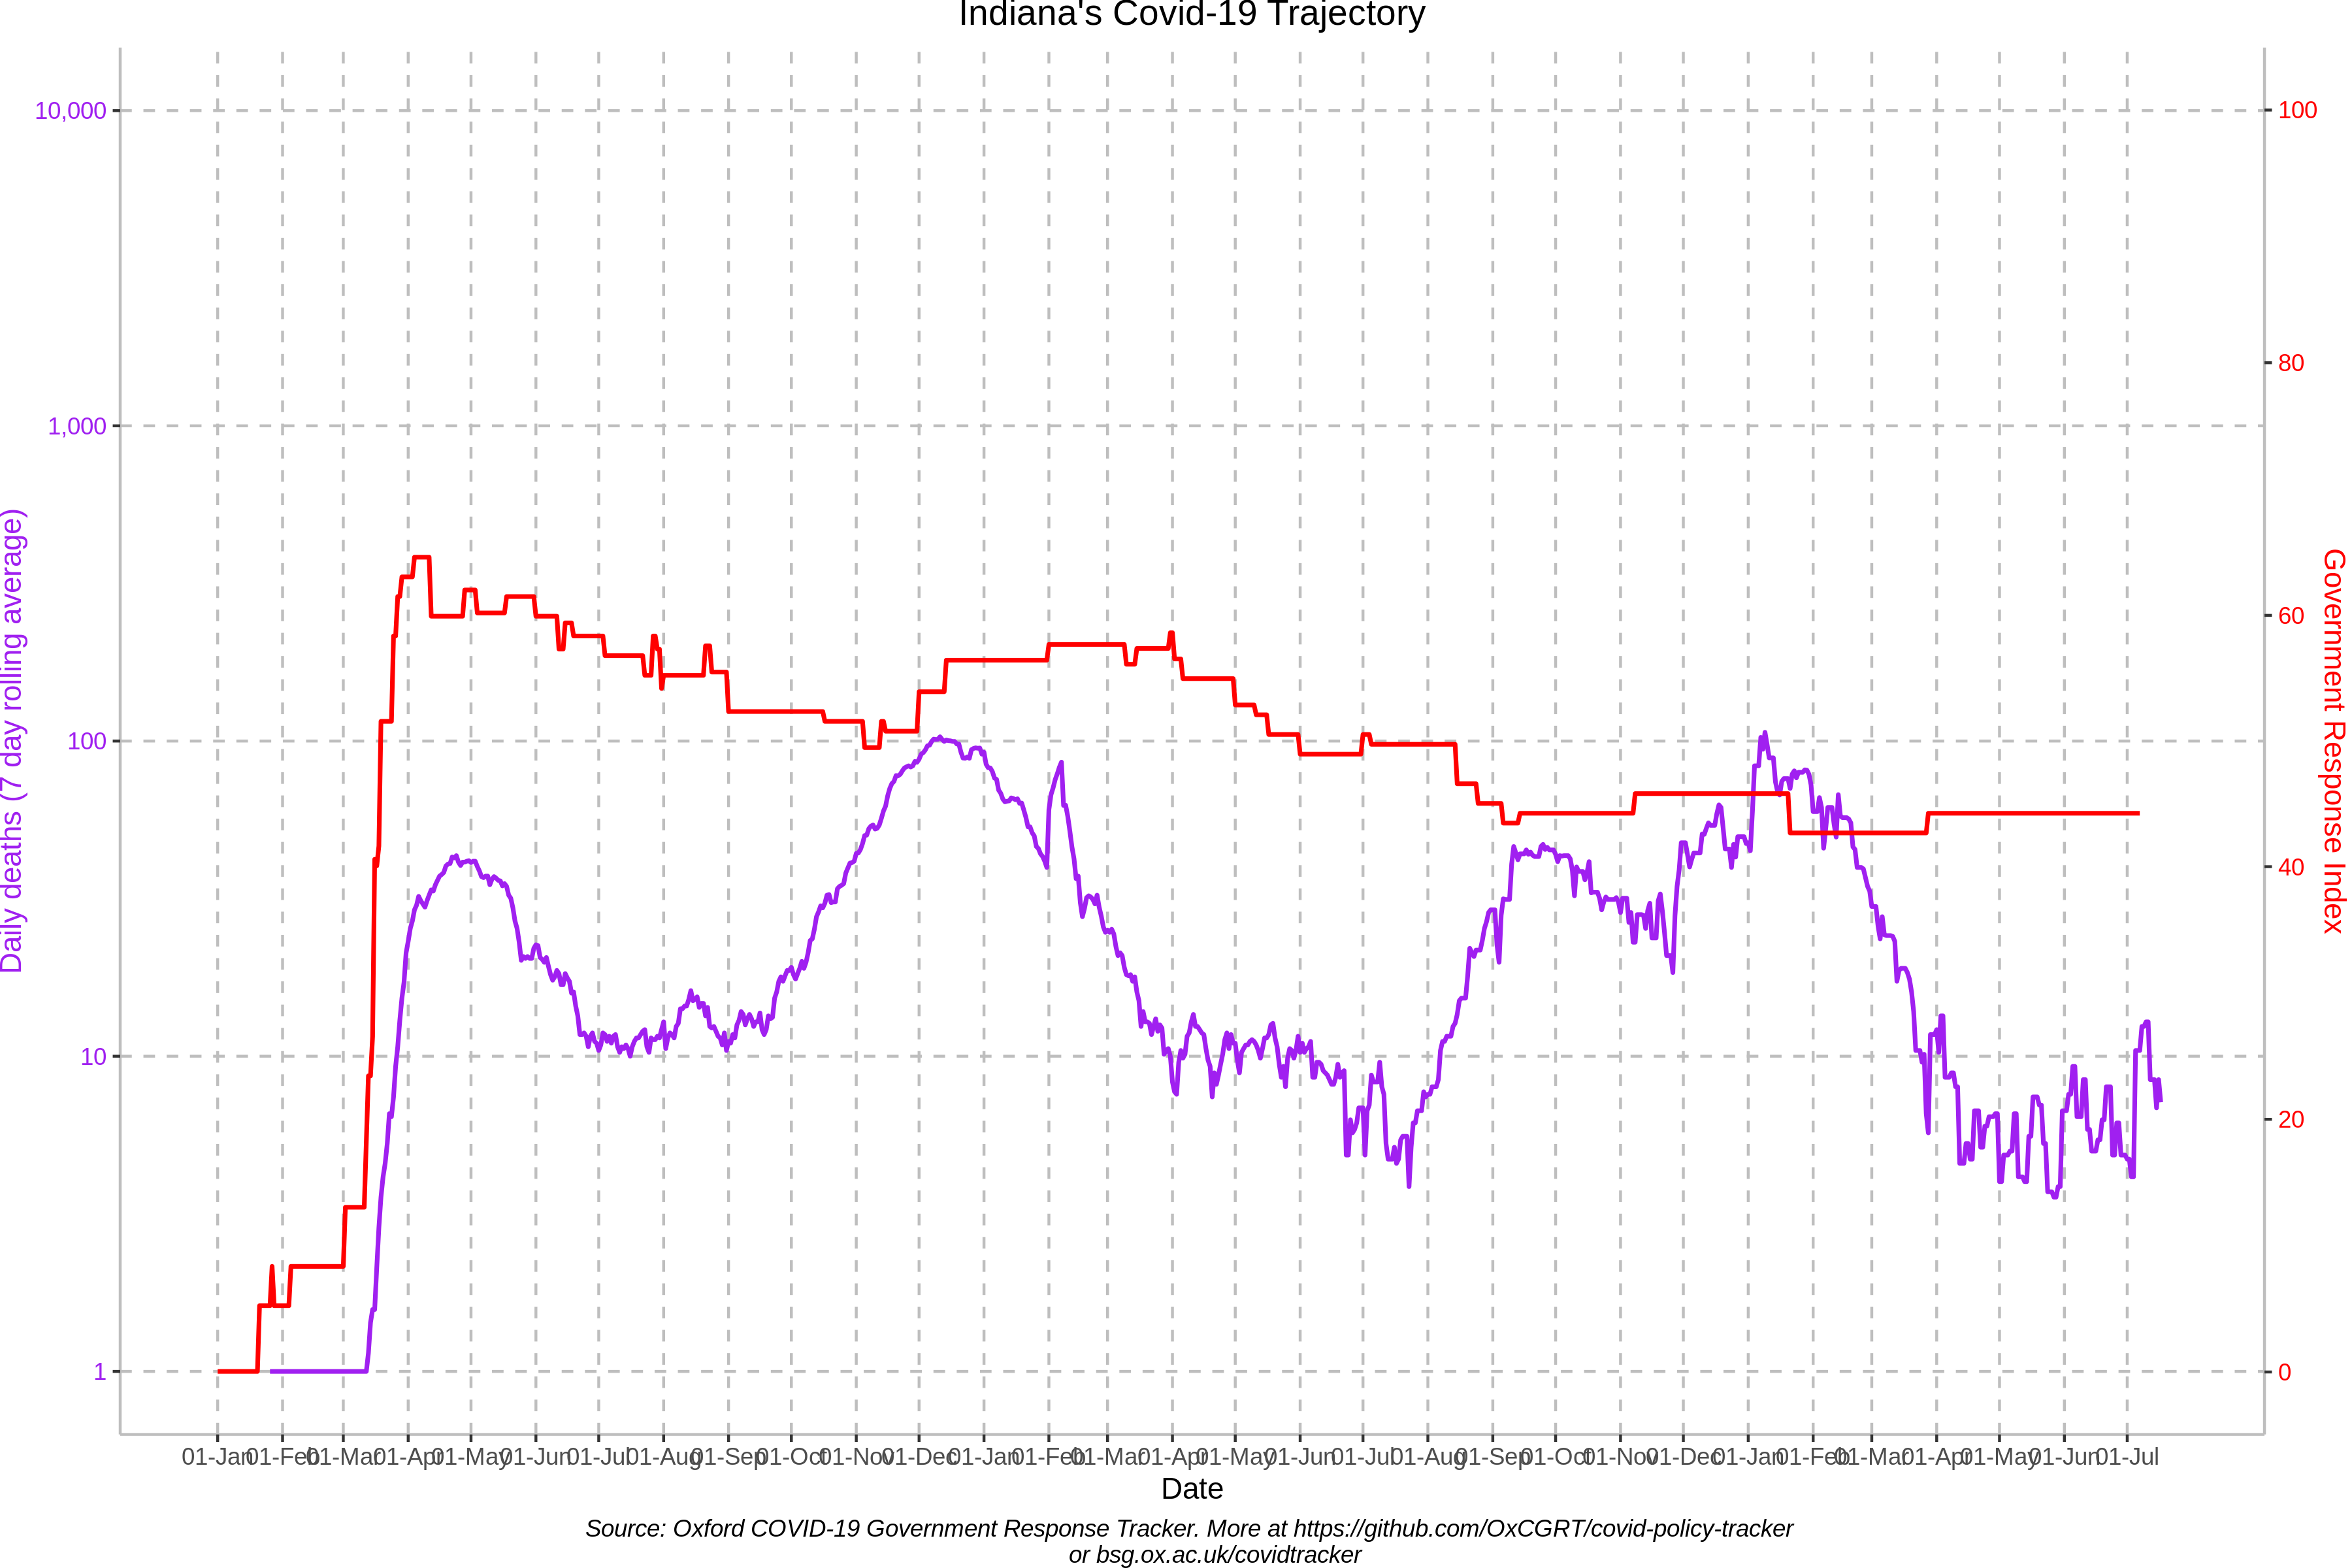 Indiana's Covid-19 Trajectory
10,000
1,000
100
10
1
Daily deaths (7 day rolling average)
100
80
60
40
20
0
Government Response Index
01-Jan 01-Feb 01-Mar 01-Apr 01-May 01-Jun 01-Jul 01-Aug 01-Sep 01-Oct 01-Nov 01-Dec 01-Jan 01-Feb 01-Mar 01-Apr 01-May 01-Jun 01-Jul 01-Aug 01-Sep 01-Oct 01-Nov 01-Dec 01-Jan 01-Feb 01-Mar 01-Apr 01-May 01-Jun 01-Jul
Date
Source: Oxford COVID-19 Government Response Tracker. More at https://github.com/OxCGRT/covid-policy-tracker
or bsg.ox.ac.uk/covidtracker